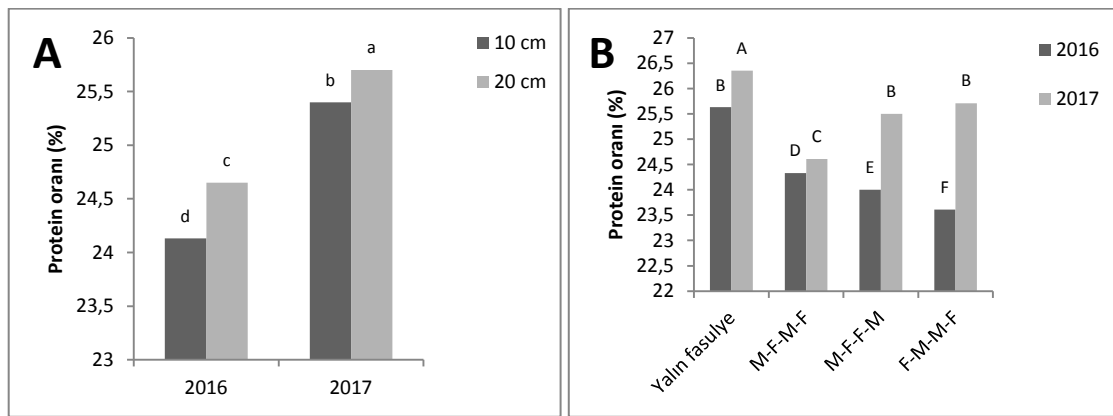 A
Protein oranı (%)
26
25,5
25
24,5
24
23,5
23
d
c
b
a
2016
2017
10 cm
20 cm
B
Protein oranı (%)
27
26,5
26
25,5
25
24,5
24
23,5
23
22,5
22
B
A
D
C
E
B
F
B
Yalın fasulye
M-F-M-F
M-F-F-M
F-M-M-F
2016
2017